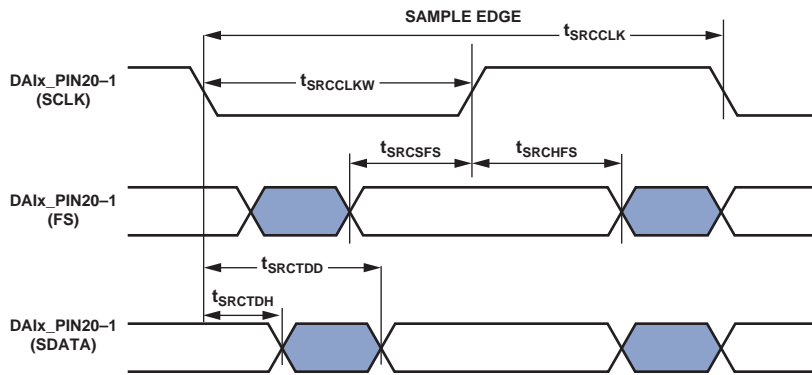 SAMPLE EDGE
tSRCCLK
DAIx_PIN20–1
(SCLK)
tSRCCLKW
tSRCSFS
tSRCHFS
DAIx_PIN20–1
(FS)
tSRCTDD
tSRCTDH
DAIx_PIN20–1
(SDATA)